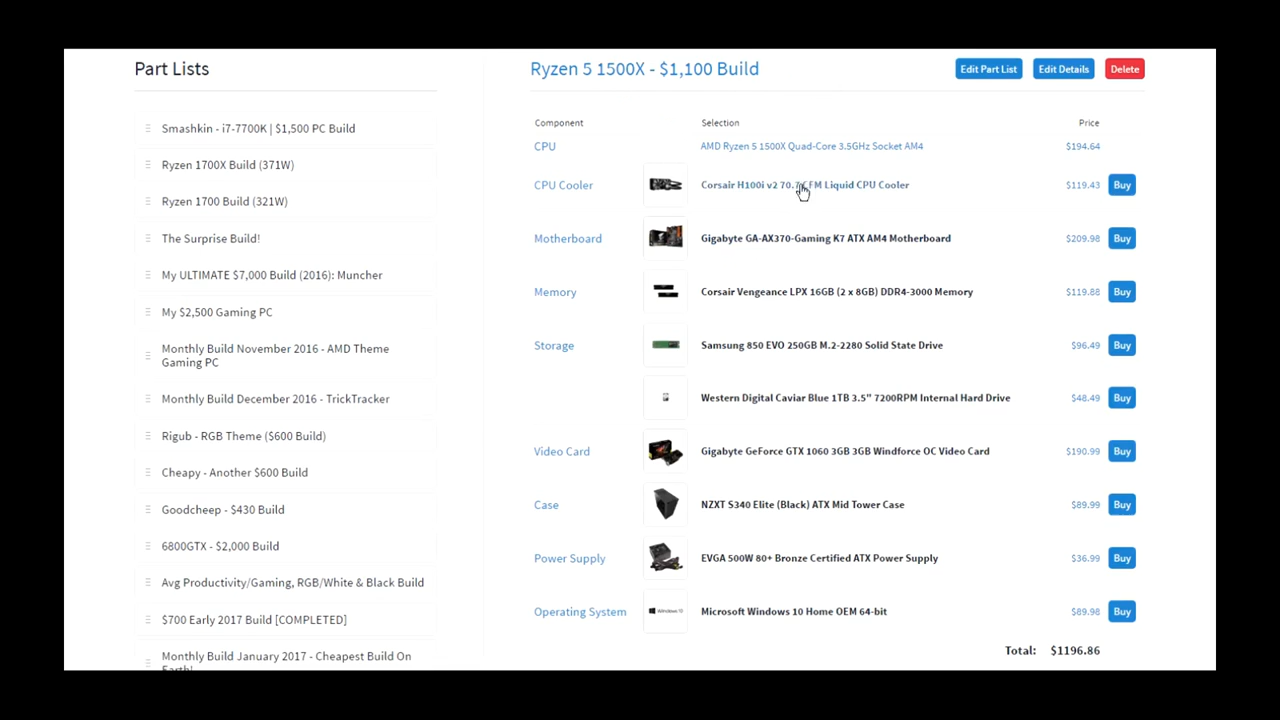 Part Lists
Smashkin - i7-7700K | $1,500 PC Build
Ryzen 1700X Build (371W)
Ryzen 1700 Build (321W)
The Surprise Build!
My ULTIMATE $7,000 Build (2016): Muncher
My $2,500 Gaming PC
Monthly Build November 2016 - AMD Theme
Gaming PC
Monthly Build December 2016 - TrickTracker
Rigub - RGB Theme ($600 Build)
Cheapy - Another $600 Build
Goodcheep - $430 Build
6800GTX - $2,000 Build
Avg Productivity/Gaming, RGB/White & Black Build
$700 Early 2017 Build [COMPLETED]
Monthly Build January 2017 - Cheapest Build On
Earth!
Ryzen 5 1500X - $1,100 Build
Edit Part List Edit Details Delete
Component Selection Price
CPU AMD Ryzen 5 1500X Quad-Core 3.5GHz Socket AM4 $194.64
CPU Cooler Corsair H100i v2 70.7 CFM Liquid CPU Cooler $119.43 Buy
Motherboard Gigabyte GA-AX370-Gaming K7 ATX AM4 Motherboard $209.98 Buy
Memory Corsair Vengeance LPX 16GB (2 x 8GB) DDR4-3000 Memory $119.88 Buy
Storage Samsung 850 EVO 250GB M.2-2280 Solid State Drive $96.49 Buy
Western Digital Caviar Blue 1TB 3.5" 7200RPM Internal Hard Drive $48.49 Buy
Video Card Gigabyte GeForce GTX 1060 3GB 3GB Windforce OC Video Card $190.99 Buy
Case NZXT S340 Elite (Black) ATX Mid Tower Case $89.99 Buy
Power Supply EVGA 500W 80+ Bronze Certified ATX Power Supply $36.99 Buy
Operating System Windows 10 Microsoft Windows 10 Home OEM 64-bit $89.98 Buy
Total: $1196.86